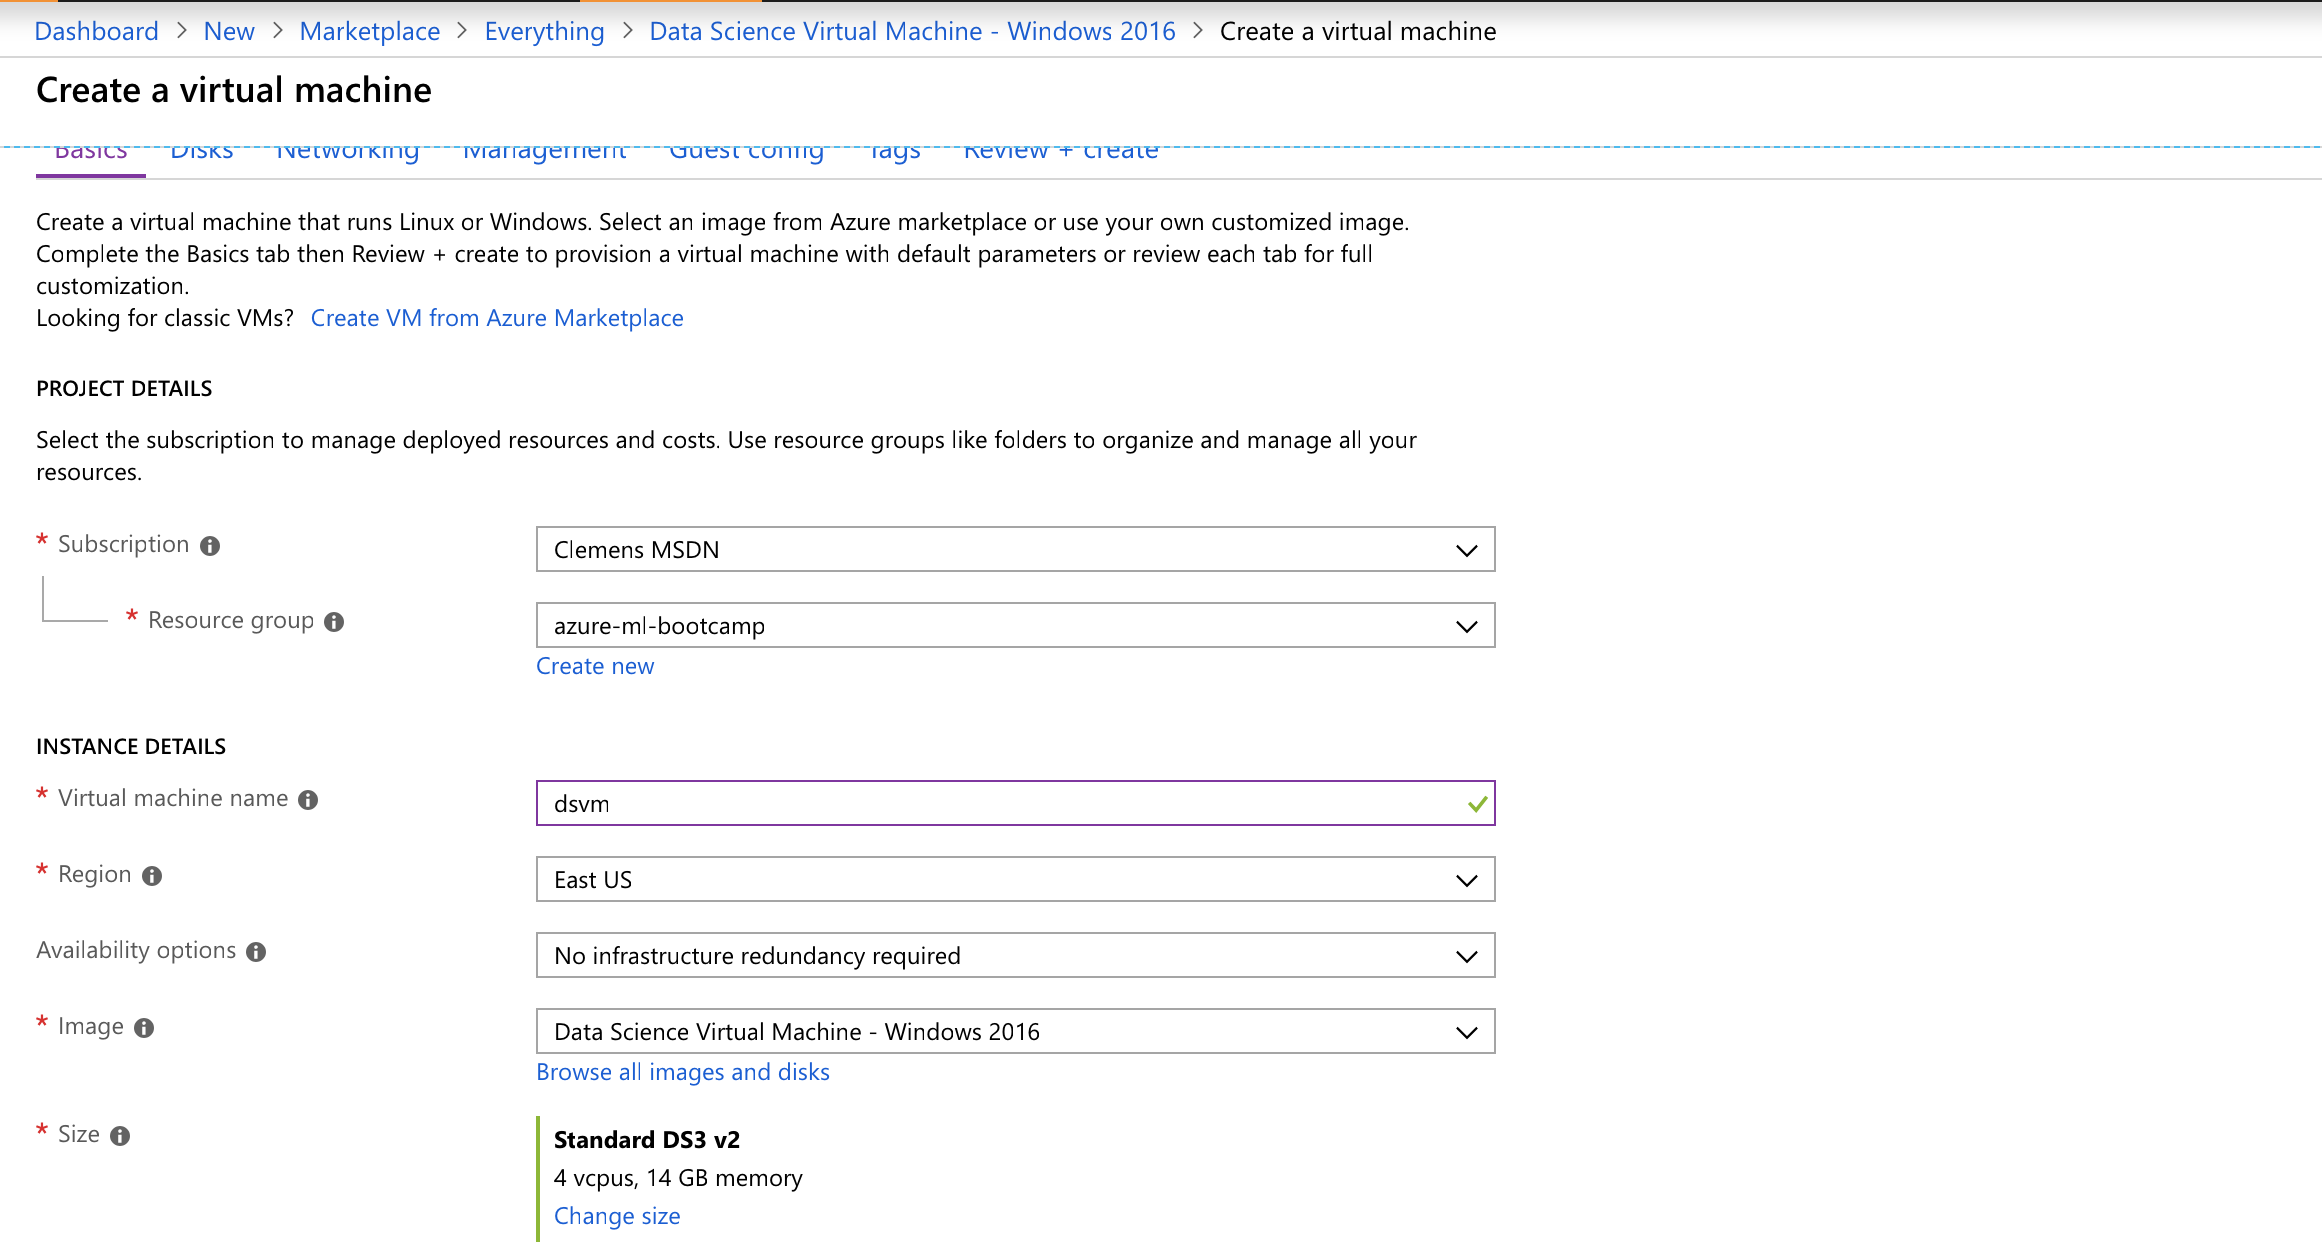 Dashboard > New > Marketplace > Everything > Data Science Virtual Machine - Windows 2016 > Create a virtual machine
Create a virtual machine
Basics Disks Networking Management Guest config Tags Review + create
Create a virtual machine that runs Linux or Windows. Select an image from Azure marketplace or use your own customized image.
Complete the Basics tab then Review + create to provision a virtual machine with default parameters or review each tab for full
customization.
Looking for classic VMs? Create VM from Azure Marketplace
PROJECT DETAILS
Select the subscription to manage deployed resources and costs. Use resource groups like folders to organize and manage all your
resources.
* Subscription Clemens MSDN
* Resource group azure-ml-bootcamp
Create new
INSTANCE DETAILS
* Virtual machine name dsvm
* Region East US
Availability options No infrastructure redundancy required
* Image Data Science Virtual Machine - Windows 2016
Browse all images and disks
* Size Standard DS3 v2
4 vcpus, 14 GB memory
Change size